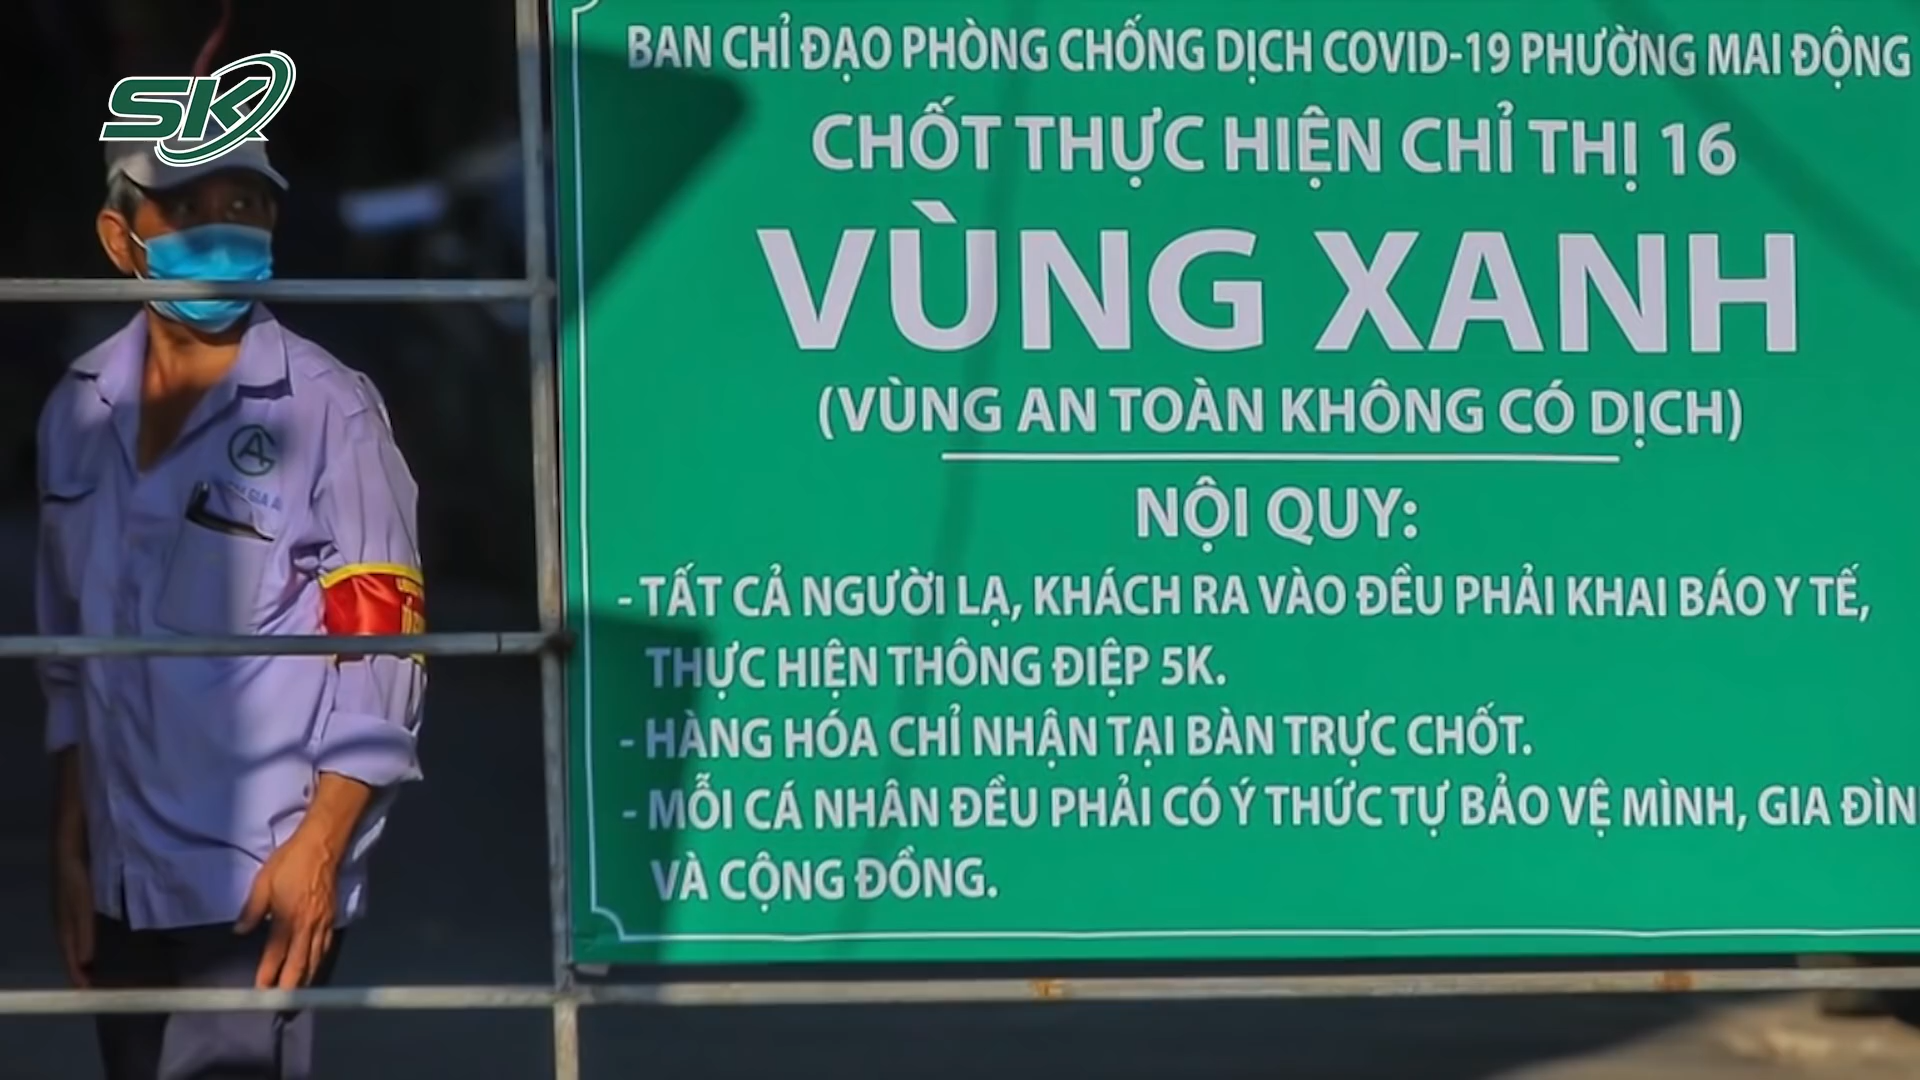 SK
BAN CHỈ ĐẠO PHÒNG CHỐNG DỊCH COVID-19 PHƯỜNG MAI ĐỘNG
CHỐT THỰC HIỆN CHỈ THỊ 16
VÙNG XANH
(VÙNG AN TOÀN KHÔNG CÓ DỊCH)
NỘI QUY:
- TẤT CẢ NGƯỜI LẠ, KHÁCH RA VÀO ĐỀU PHẢI KHAI BÁO Y TẾ,
THỰC HIỆN THÔNG ĐIỆP 5K.
- HÀNG HÓA CHỈ NHẬN TẠI BÀN TRỰC CHỐT.
- MỖI CÁ NHÂN ĐỀU PHẢI CÓ Ý THỨC TỰ BẢO VỆ MÌNH, GIA ĐÌN
VÀ CỘNG ĐỒNG.